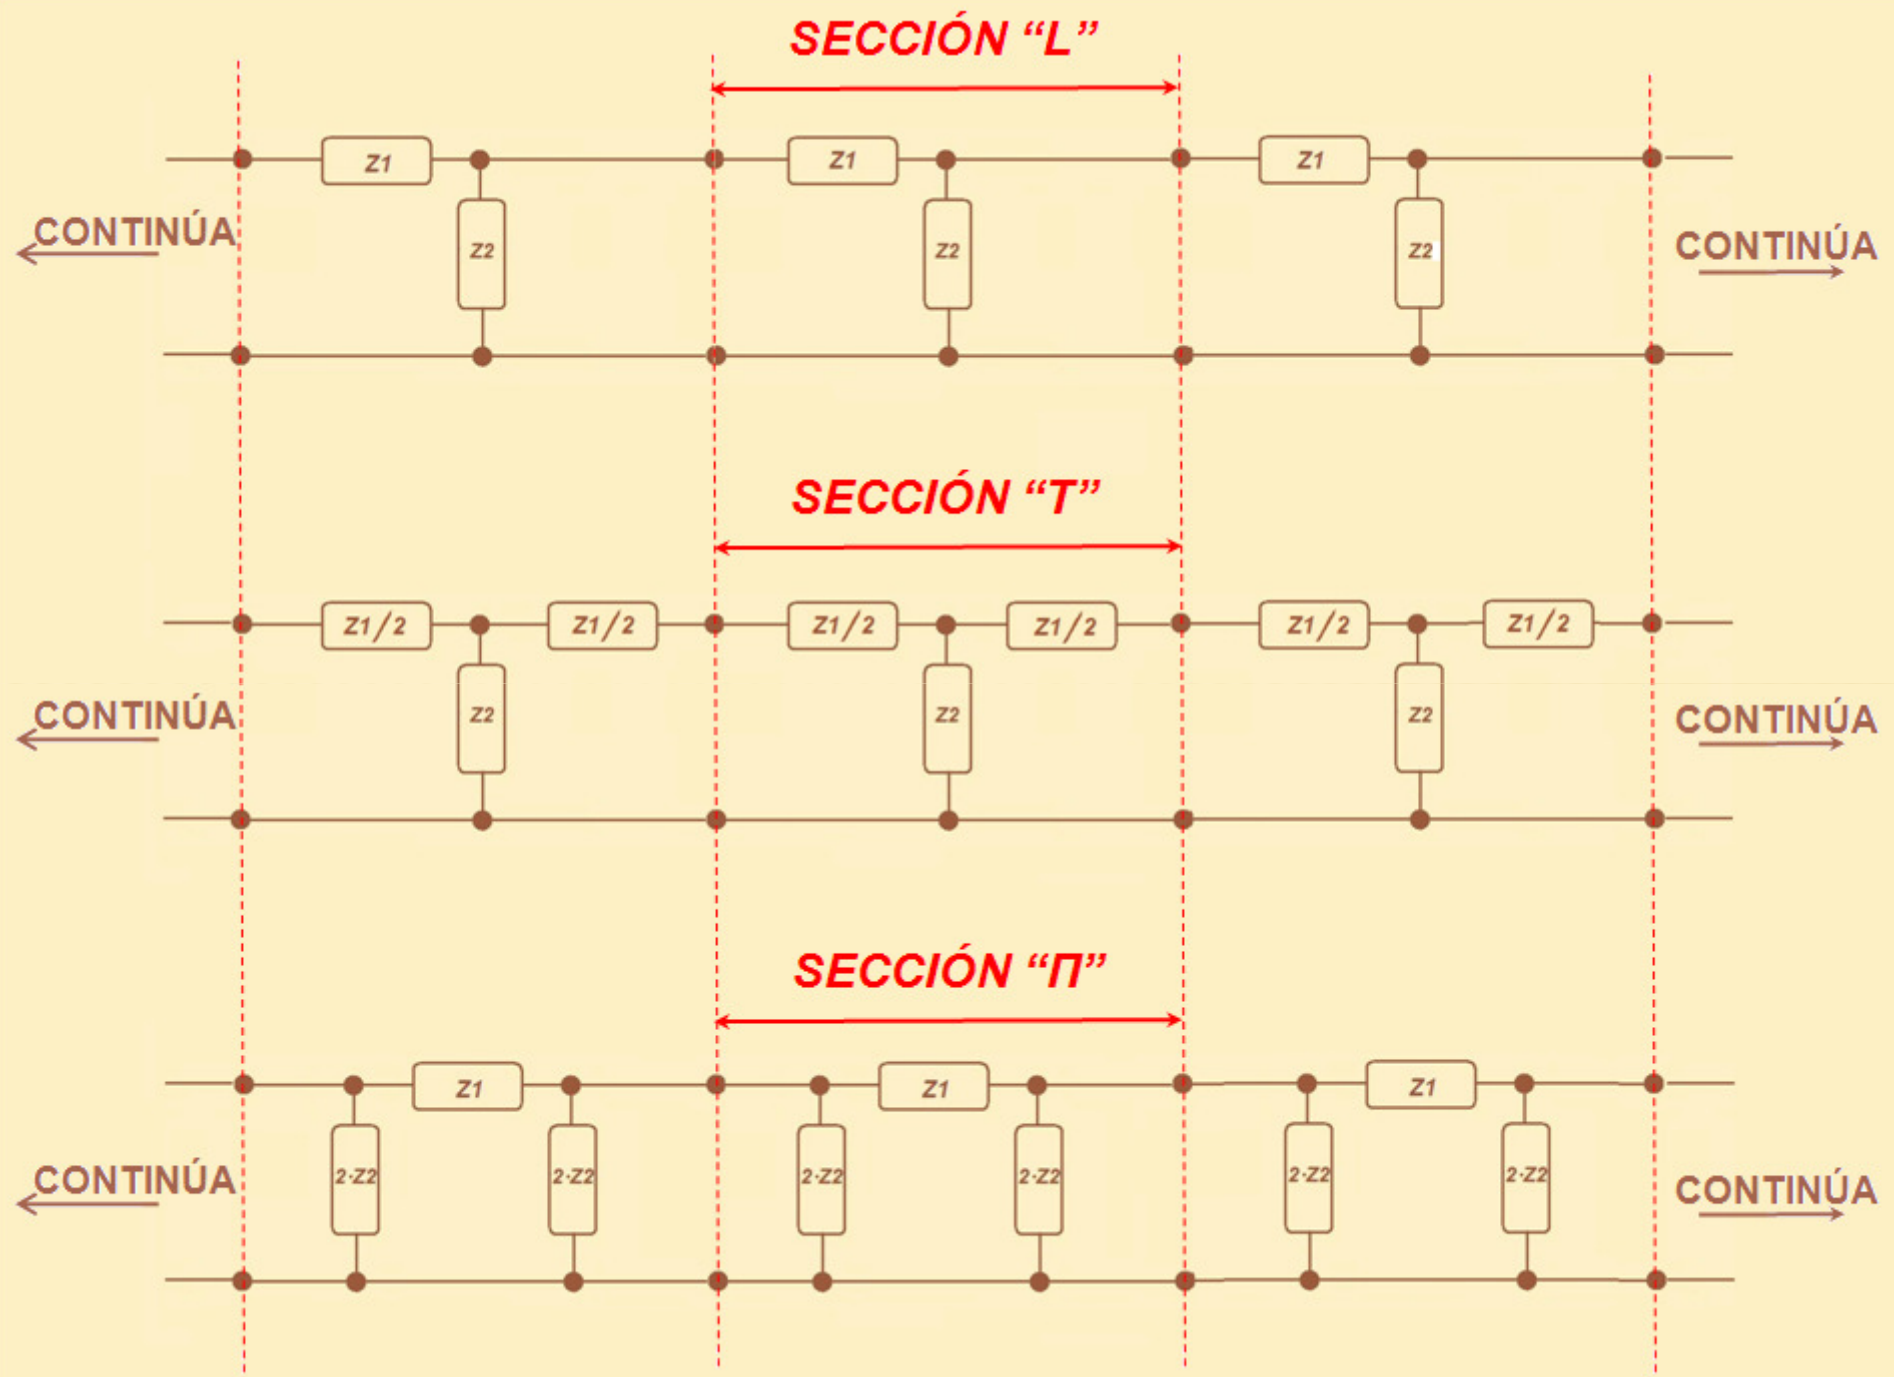 SECCIÓN “L”
Z1
Z1
Z1
CONTINÚA
Z2
Z2
Z2
CONTINÚA
SECCIÓN “T”
Z1/2
Z1/2
Z1/2
Z1/2
Z1/2
Z1/2
CONTINÚA
Z2
Z2
Z2
CONTINÚA
SECCIÓN “Π”
Z1
Z1
Z1
CONTINÚA
2·Z2
2·Z2
2·Z2
2·Z2
2·Z2
2·Z2
CONTINÚA